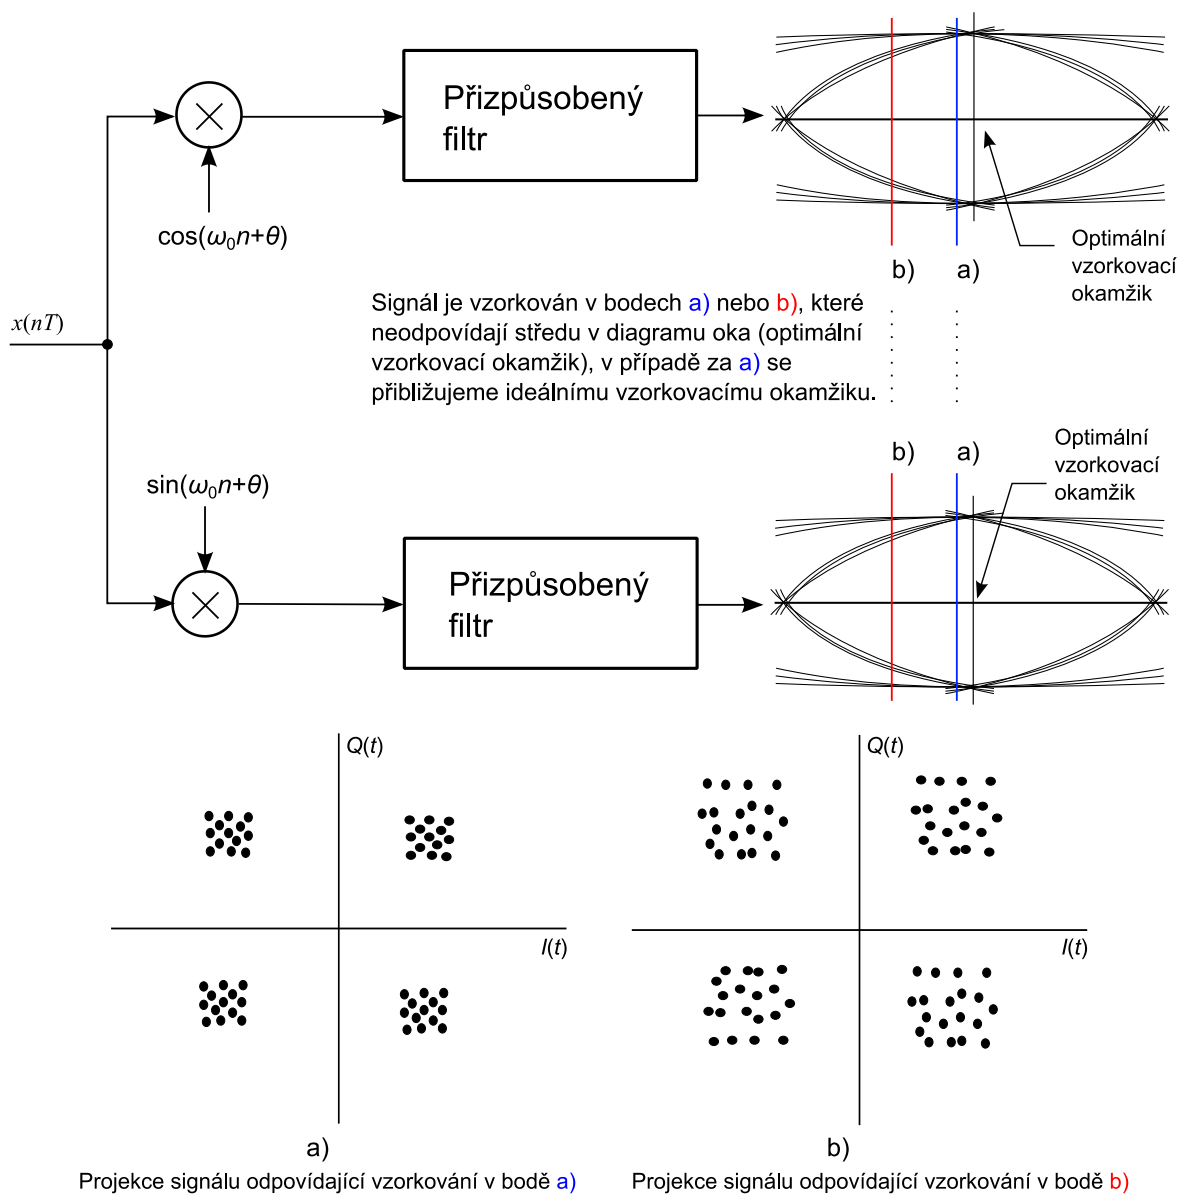 Přizpůsobený
filtr
cos(ω₀n+θ)
Optimální
vzorkovací
okamžik
b) a)
x(nT)
Signál je vzorkován v bodech a) nebo b), které
neodpovídají středu v diagramu oka (optimální
vzorkovací okamžik), v případě za a) se
přibližujeme ideálnímu vzorkovacímu okamžiku.
b) a)
Optimální
vzorkovací
okamžik
sin(ω₀n+θ)
Přizpůsobený
filtr
Q(t)
I(t)
a)
Projekce signálu odpovídající vzorkování v bodě a)
Q(t)
I(t)
b)
Projekce signálu odpovídající vzorkování v bodě b)